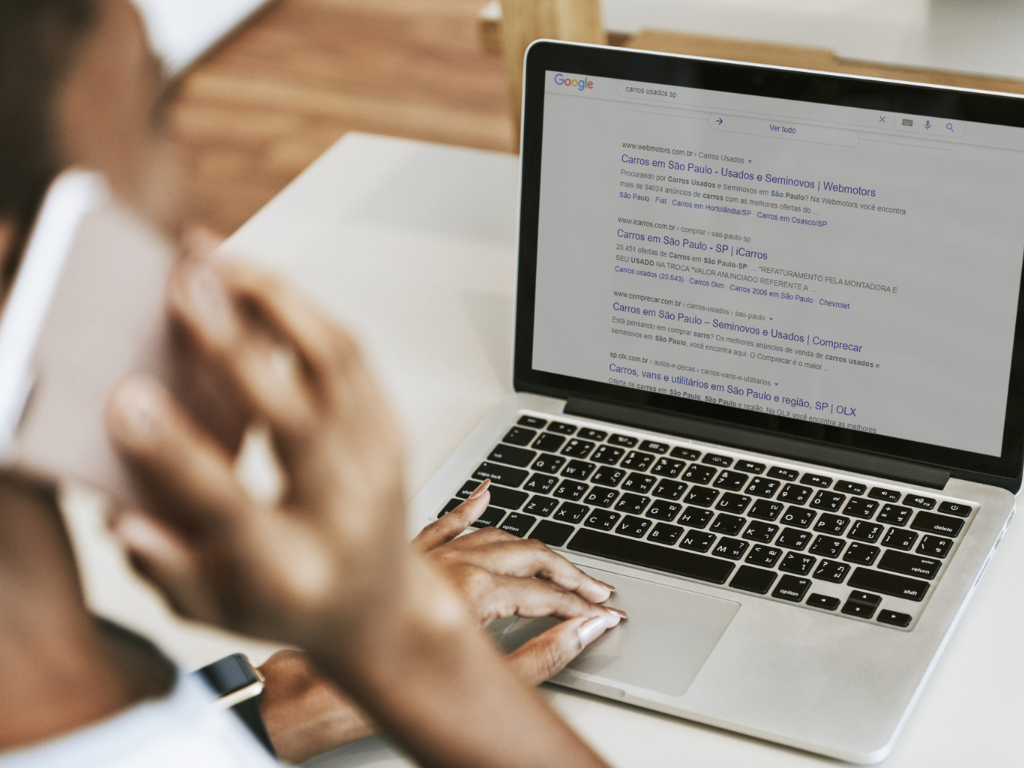 Google
carros usados sp
Ver tudo
www.webmotors.com.br › Carros Usados
Carros em São Paulo - Usados e Seminovos | Webmotors
Procurando por Carros Usados e Seminovos em São Paulo? Na Webmotors você encontra
mais de 94024 anúncios de carros com as melhores ofertas do ...
São Paulo · Fiat · Carros em Hortolândia/SP · Carros em Osasco/SP
www.icarros.com.br › comprar › sao-paulo-sp
Carros em São Paulo - SP | iCarros
25.451 ofertas de Carros em São Paulo-SP. ... "REFATURAMENTO PELA MONTADORA E
SEU USADO NA TROCA "VALOR ANUNCIADO REFERENTE A ...
Carros usados (20.843) · Carros 0km · Carros 2006 em São Paulo · Chevrolet
www.comprecar.com.br › carros-usados › sao-paulo
Carros em São Paulo – Seminovos e Usados | Comprecar
Está pensando em comprar carro? Os melhores anúncios de venda de carros usados e
seminovos em São Paulo, você encontra aqui. O Comprecar é o maior ...
sp.olx.com.br › autos-e-pecas › carros-vans-e-utilitarios
Carros, vans e utilitários em São Paulo e região, SP | OLX
Oferta de carros usados em São Paulo e região. Na OLX você encontra as melhores
delete
Q W E R T Y U I O P
caps lock A S D F G H J K L return
shift Z X C V B N M shift
option command command option